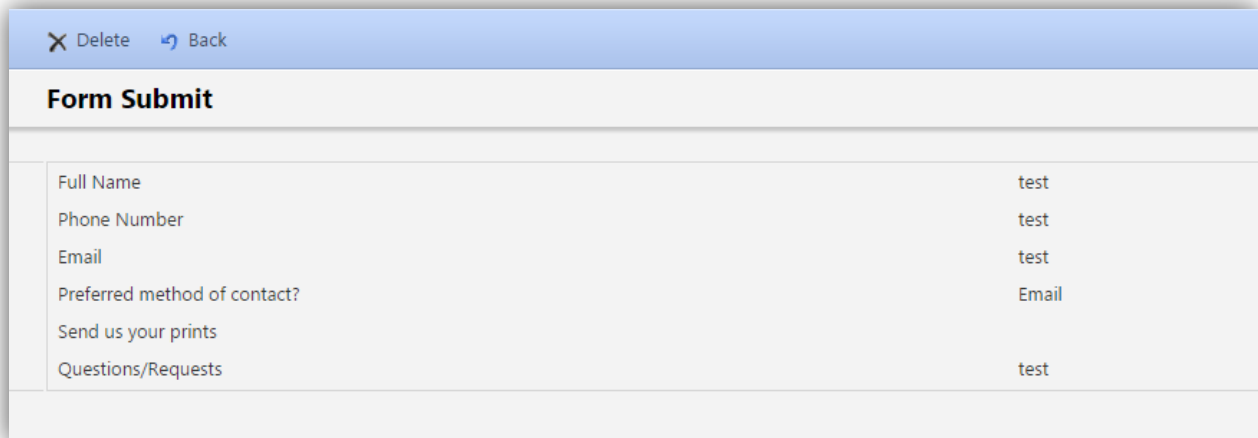 Delete Back
Form Submit
Full Name test
Phone Number test
Email test
Preferred method of contact? Email
Send us your prints
Questions/Requests test